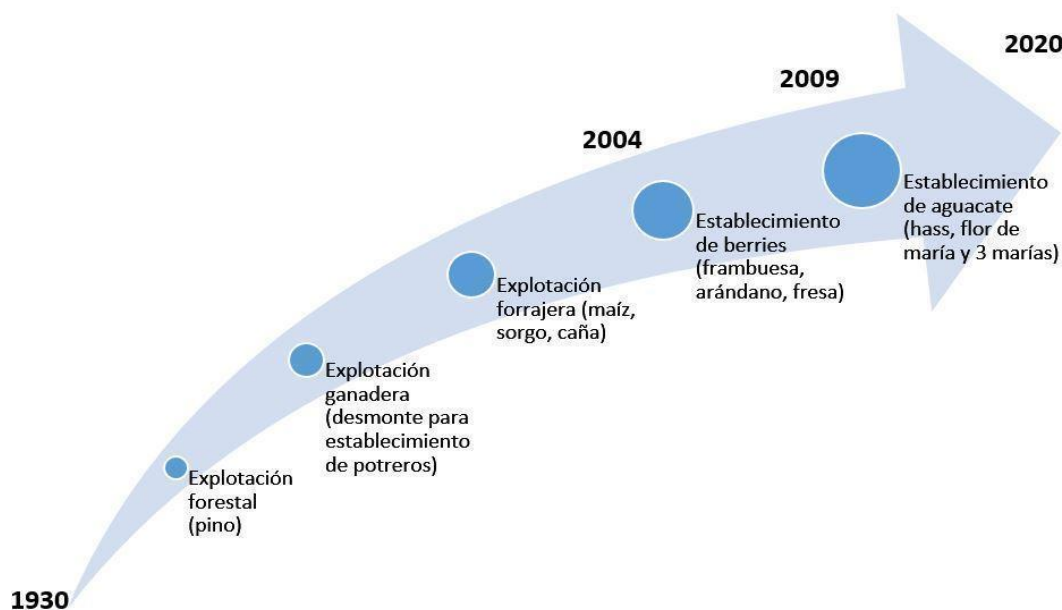 1930
Explotación
forestal
(pino)
Explotación
ganadera
(desmonte para
establecimiento
de potreros)
Explotación
forrajera (maíz,
sorgo, caña)
2004
Establecimiento
de berries
(frambuesa,
arándano, fresa)
2009
Establecimiento
de aguacate
(hass, flor de
maría y 3 marías)
2020